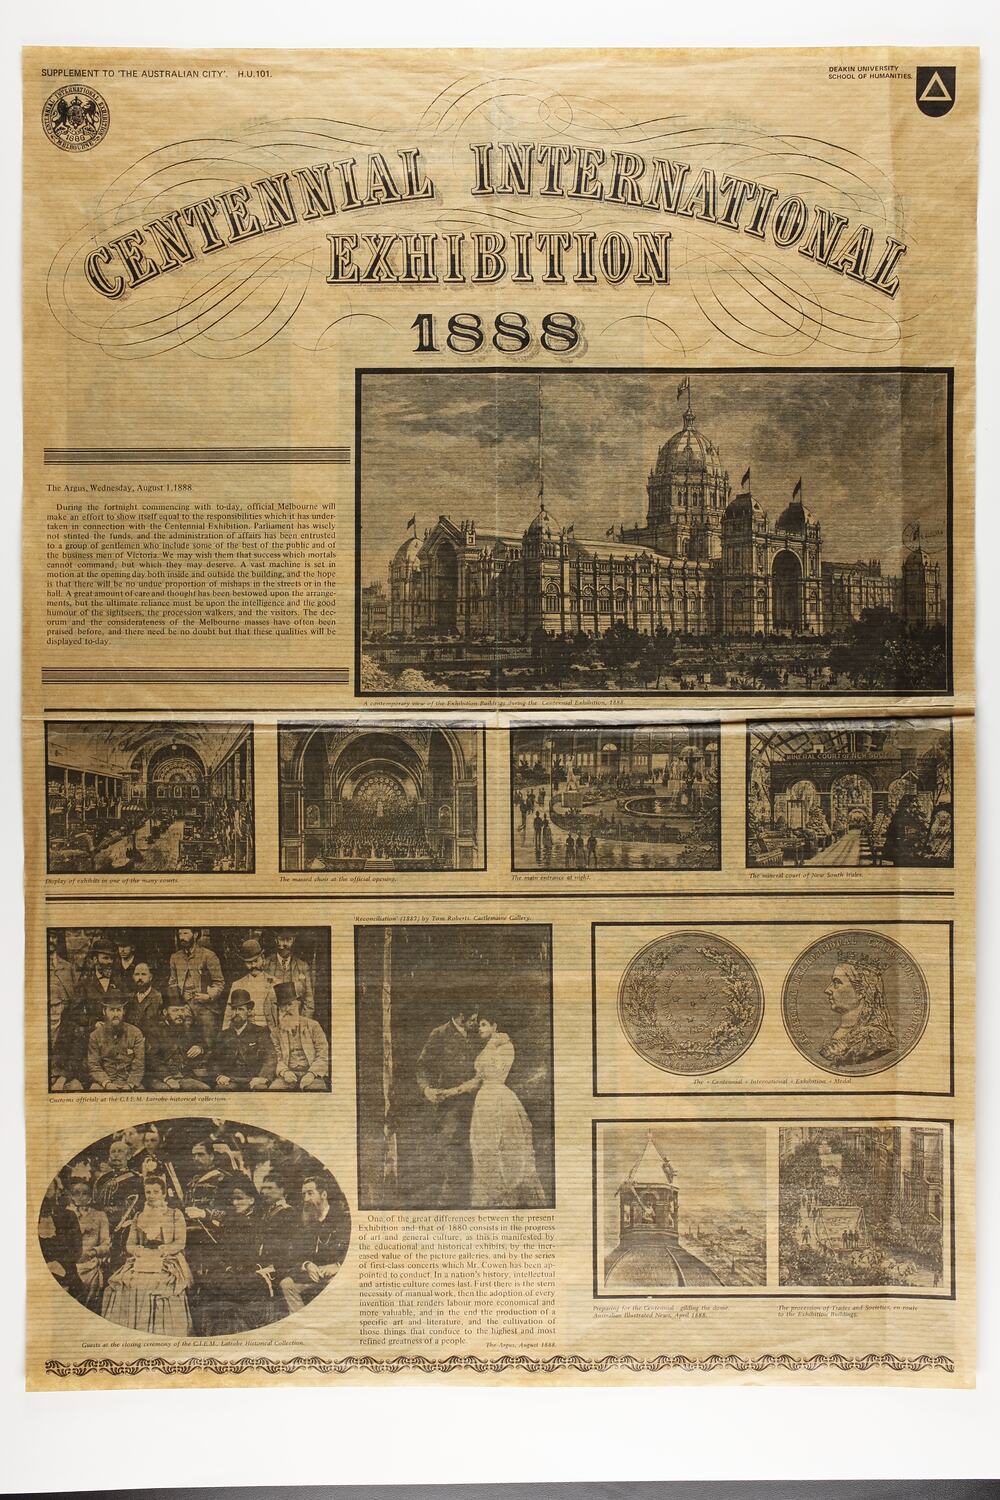 SUPPLEMENT TO 'THE AUSTRALIAN CITY'. H.U.101.
DEAKIN UNIVERSITY
SCHOOL OF HUMANITIES.
CENTENNIAL INTERNATIONAL EXHIBITION
1888
MELBOURNE
CENTENNIAL INTERNATIONAL
EXHIBITION
1888
The Argus, Wednesday, August 1,1888.
During the fortnight commencing with to-day, official Melbourne will
make an effort to show itself equal to the responsibilities which it has under-
taken in connection with the Centennial Exhibition. Parliament has wisely
not stinted the funds, and the administration of affairs has been entrusted
to a group of gentlemen who include some of the best of the public and of
the business men of Victoria. We may wish them that success which mortals
cannot command, but which they may deserve. A vast machine is set in
motion at the opening day both inside and outside the building, and the hope
is that there will be no undue proportion of mishaps in the streets or in the
hall. A great amount of care and thought has been bestowed upon the arrange-
ments, but the ultimate reliance must be upon the intelligence and the good
humour of the sightseers, the procession walkers, and the visitors. The dec-
orum and the considerateness of the Melbourne masses have often been
praised before, and there need be no doubt but that these qualities will be
displayed to-day.
A contemporary view of the Exhibition Buildings during the Centennial Exhibition, 1888.
MINERAL COURT OF NEW SOUTH
Display of exhibits in one of the many courts.
The massed choir at the official opening.
The main entrance at night.
The mineral court of New South Wales.
'Reconciliation' (1887) by Tom Roberts. Castlemaine Gallery.
Customs officials at the C.I.E.M. Latrobe historical collection.
The • Centennial • International • Exhibition • Medal
Guests at the closing ceremony of the C.I.E.M. Latrobe Historical Collection.
One of the great differences between the present
Exhibition and that of 1880 consists in the progress
of art and general culture, as this is manifested by
the educational and historical exhibits, by the incr-
eased value of the picture galleries, and by the series
of first-class concerts which Mr. Cowen has been ap-
pointed to conduct. In a nation's history, intellectual
and artistic culture comes last. First there is the stern
necessity of manual work, then the adoption of every
invention that renders labour more economical and
more valuable, and in the end the production of a
specific art and literature, and the cultivation of
those things that conduce to the highest and most
refined greatness of a people.
The Argus, August 1888.
Preparing for the Centennial gilding the dome
Australian Illustrated News, April 1888.
The procession of Trades and Societies, en route
to the Exhibition Buildings.